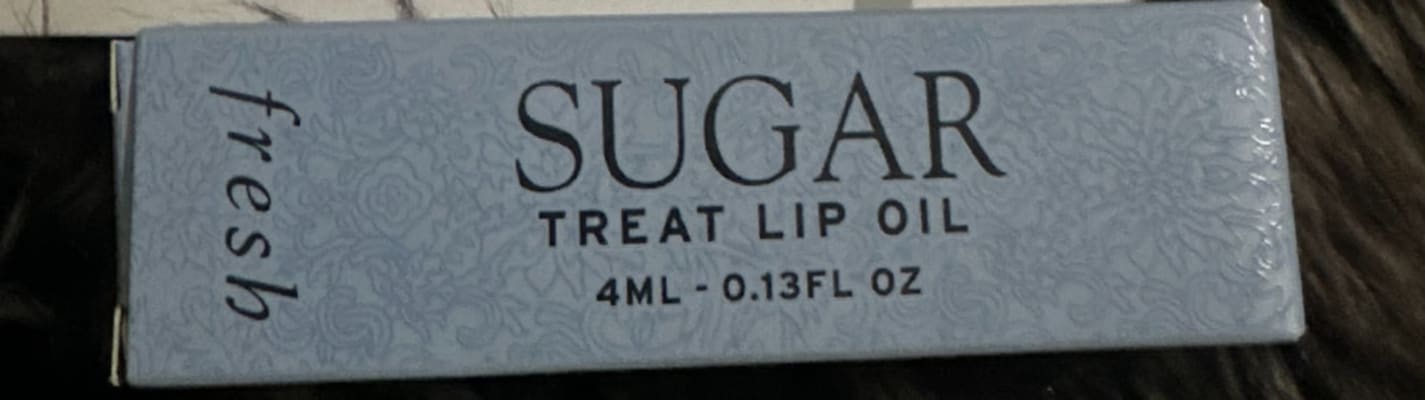 fresh
SUGAR
TREAT LIP OIL
4ML - 0.13FL OZ